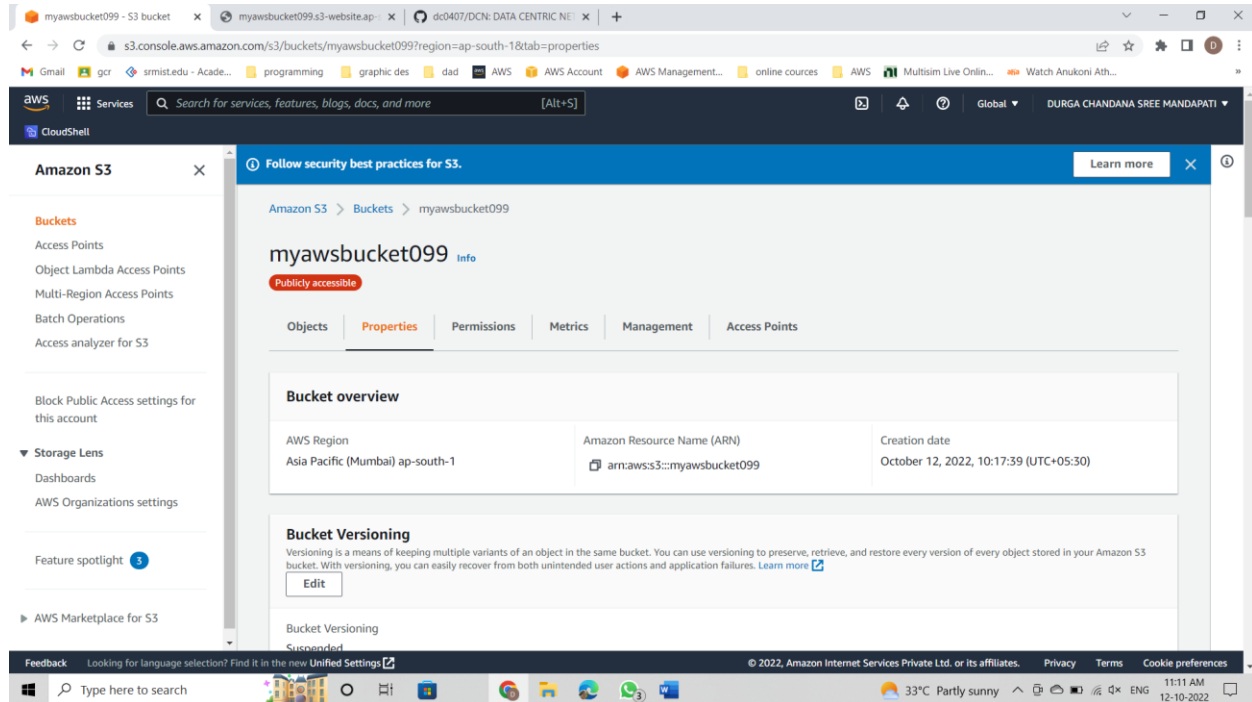 myawsbucket099 - S3 bucket
myawsbucket099.s3-website.ap-
dc0407/DCN: DATA CENTRIC NE
s3.console.aws.amazon.com/s3/buckets/myawsbucket099?region=ap-south-1&tab=properties
D
Gmail gcr srmist.edu - Acade... programming graphic des dad AWS AWS Account AWS Management... online cources AWS Multisim Live Onlin... Watch Anukoni Ath... »
aws Services Search for services, features, blogs, docs, and more [Alt+S] Global DURGA CHANDANA SREE MANDAPATI
CloudShell
Amazon S3
Buckets
Access Points
Object Lambda Access Points
Multi-Region Access Points
Batch Operations
Access analyzer for S3
Block Public Access settings for
this account
Storage Lens
Dashboards
AWS Organizations settings
Feature spotlight 3
AWS Marketplace for S3
Follow security best practices for S3. Learn more
Amazon S3 > Buckets > myawsbucket099
myawsbucket099 Info
Publicly accessible
Objects Properties Permissions Metrics Management Access Points
Bucket overview
AWS Region
Asia Pacific (Mumbai) ap-south-1
Amazon Resource Name (ARN)
arn:aws:s3:::myawsbucket099
Creation date
October 12, 2022, 10:17:39 (UTC+05:30)
Bucket Versioning
Versioning is a means of keeping multiple variants of an object in the same bucket. You can use versioning to preserve, retrieve, and restore every version of every object stored in your Amazon S3
bucket. With versioning, you can easily recover from both unintended user actions and application failures. Learn more
Edit
Bucket Versioning
Suspended
Feedback Looking for language selection? Find it in the new Unified Settings © 2022, Amazon Internet Services Private Ltd. or its affiliates. Privacy Terms Cookie preferences
Type here to search 33°C Partly sunny ENG 11:11 AM
12-10-2022